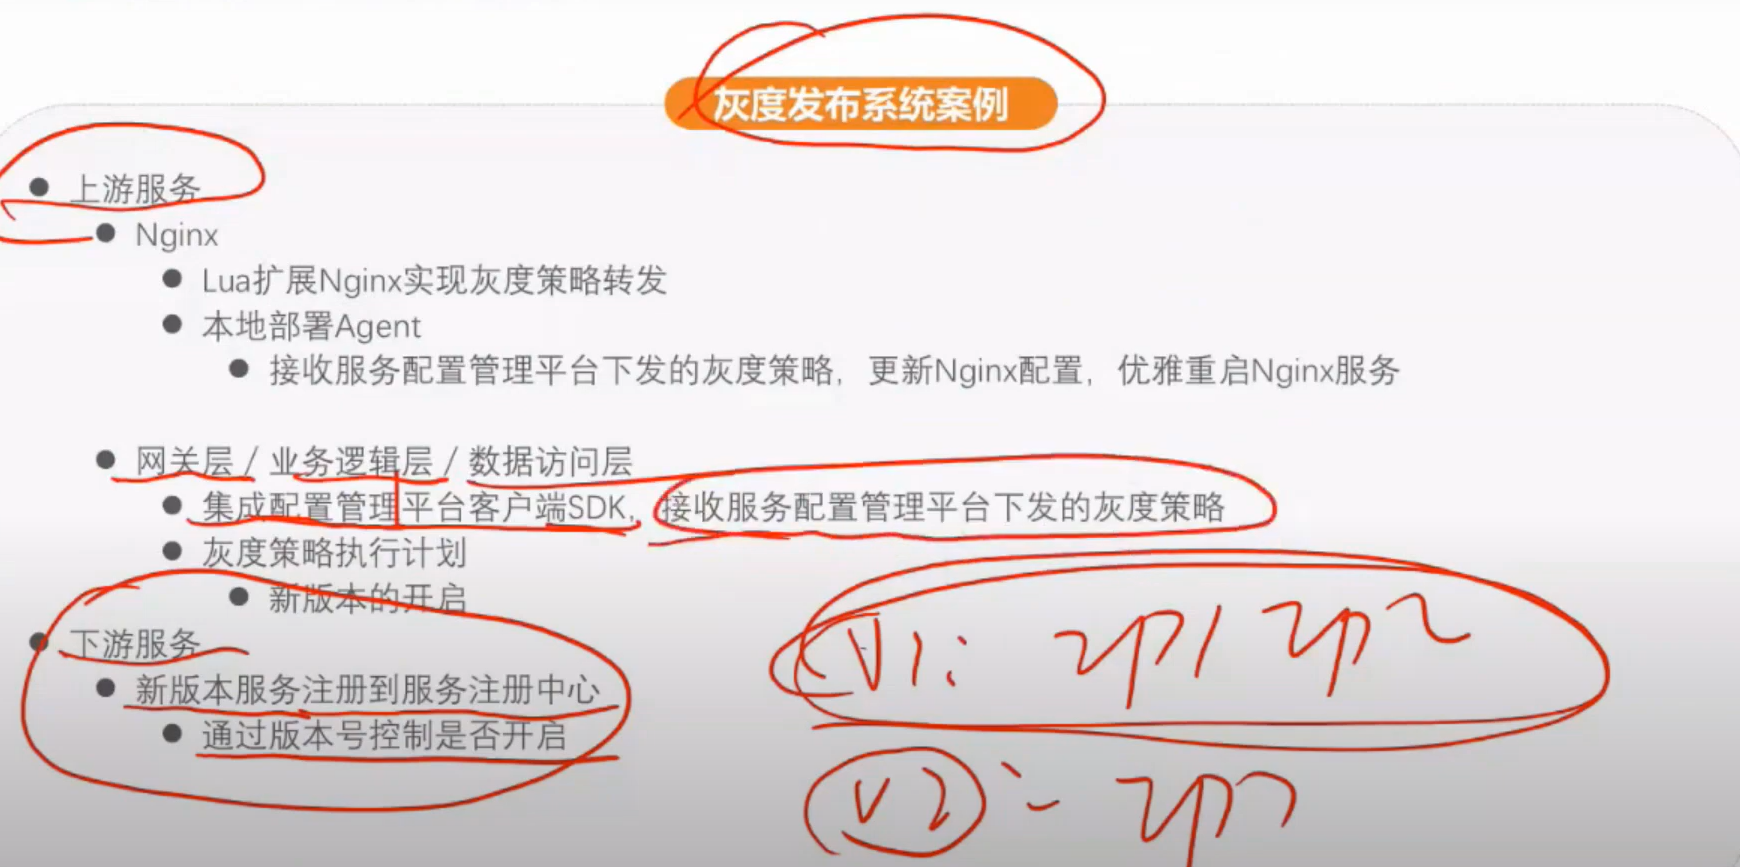 灰度发布系统案例
上游服务
Nginx
Lua扩展Nginx实现灰度策略转发
本地部署Agent
接收服务配置管理平台下发的灰度策略，更新Nginx配置，优雅重启Nginx服务
网关层 / 业务逻辑层 / 数据访问层
集成配置管理平台客户端SDK，接收服务配置管理平台下发的灰度策略
灰度策略执行计划
新版本的开启
下游服务
新版本服务注册到服务注册中心
通过版本号控制是否开启
V1: ip1 ip2
V2: